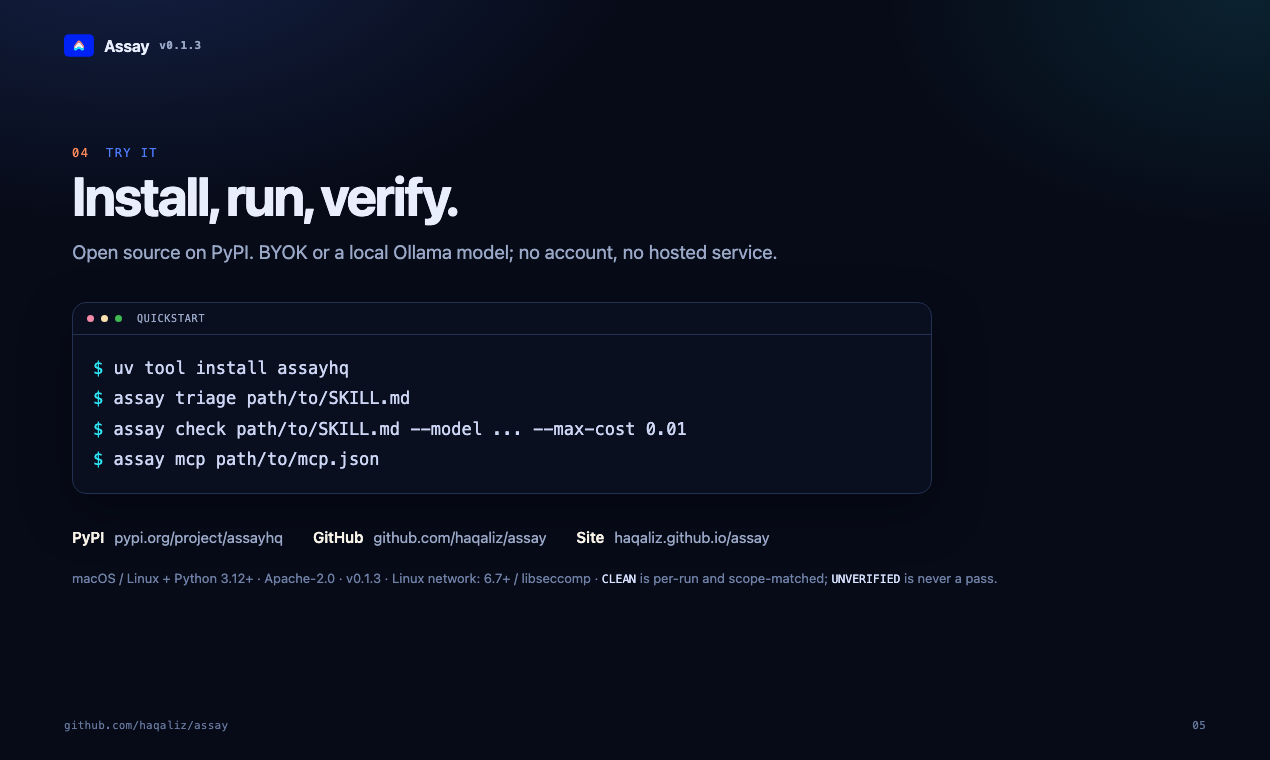 Assay v0.1.3
04 TRY IT
Install, run, verify.
Open source on PyPI. BYOK or a local Ollama model; no account, no hosted service.
QUICKSTART
$ uv tool install assayhq
$ assay triage path/to/SKILL.md
$ assay check path/to/SKILL.md --model ... --max-cost 0.01
$ assay mcp path/to/mcp.json
PyPI pypi.org/project/assayhq GitHub github.com/haqaliz/assay Site haqaliz.github.io/assay
macOS / Linux + Python 3.12+ · Apache-2.0 · v0.1.3 · Linux network: 6.7+ / libseccomp · CLEAN is per-run and scope-matched; UNVERIFIED is never a pass.
github.com/haqaliz/assay 05